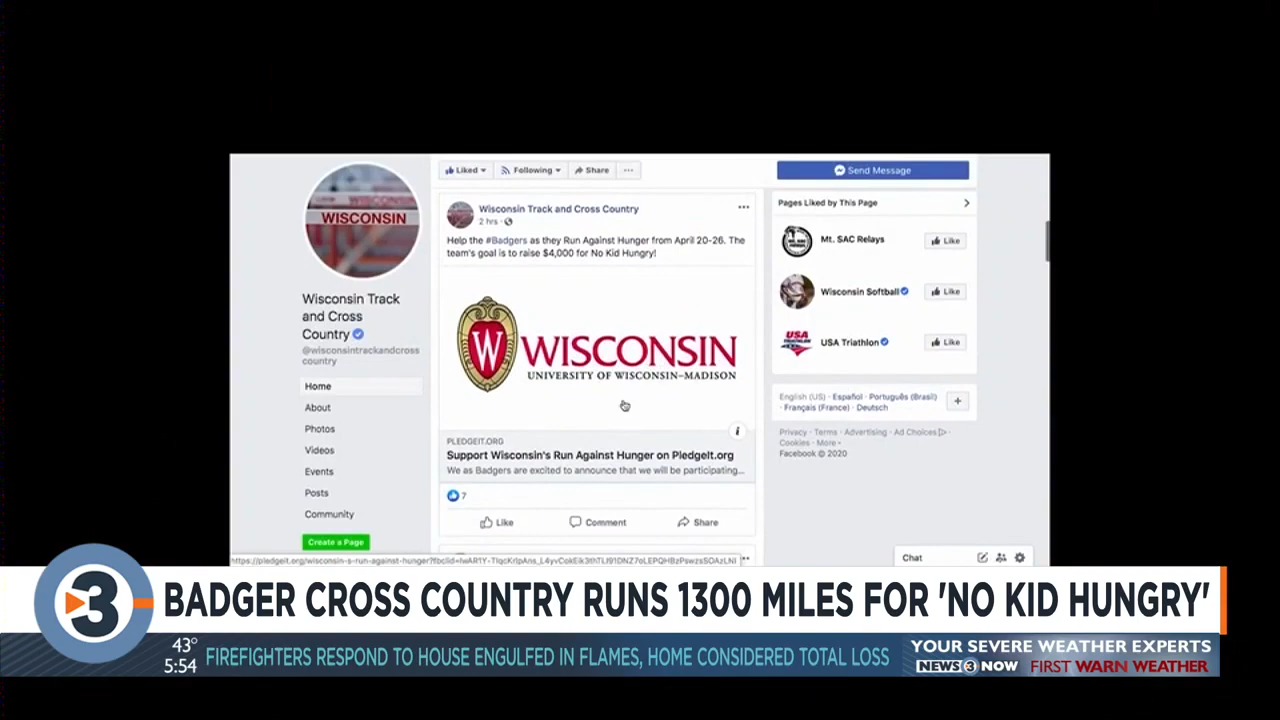 WISCONSIN
Wisconsin Track
and Cross
Country
@wisconsintrackandcross
country
Home
About
Photos
Videos
Events
Posts
Community
Create a Page
Liked
Following
Share
Wisconsin Track and Cross Country
2 hrs
Help the #Badgers as they Run Against Hunger from April 20-26. The
team's goal is to raise $4,000 for No Kid Hungry!
W WISCONSIN
UNIVERSITY OF WISCONSIN–MADISON
PLEDGEIT.ORG
Support Wisconsin's Run Against Hunger on PledgeIt.org
We as Badgers are excited to announce that we will be participating...
7
Like Comment Share
Send Message
Pages Liked by This Page
Mt. SAC Relays Like
Wisconsin Softball Like
USA
USA Triathlon Like
English (US) · Español · Português (Brasil)
· Français (France) · Deutsch
Privacy · Terms · Advertising · Ad Choices ·
Cookies · More
Facebook © 2020
Chat
3 BADGER CROSS COUNTRY RUNS 1300 MILES FOR 'NO KID HUNGRY'
43°
5:54
FIREFIGHTERS RESPOND TO HOUSE ENGULFED IN FLAMES, HOME CONSIDERED TOTAL LOSS
YOUR SEVERE WEATHER EXPERTS
NEWS 3 NOW FIRST WARN WEATHER